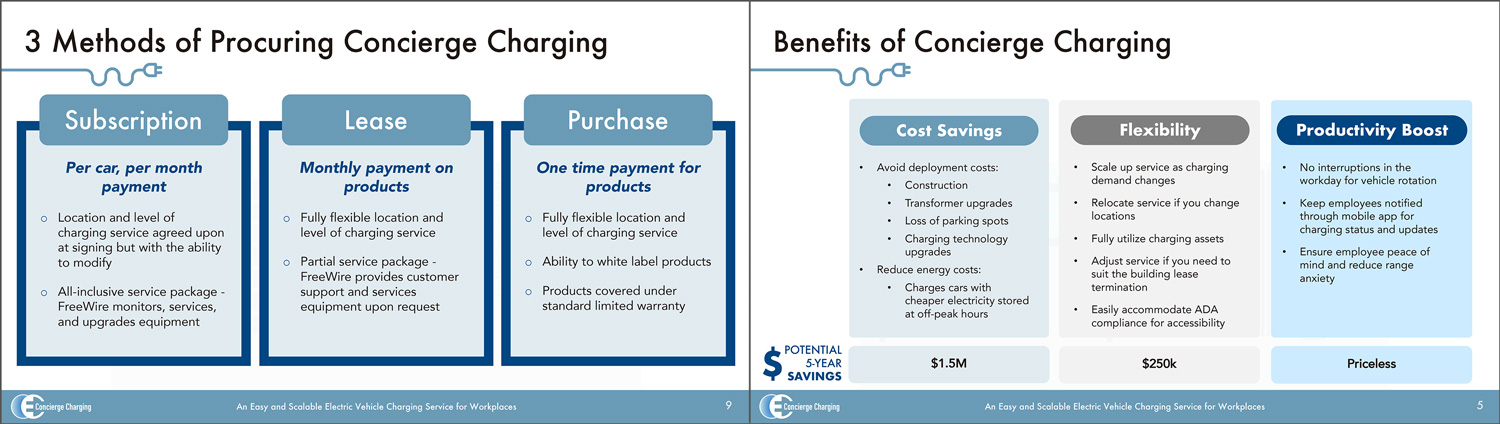 3 Methods of Procuring Concierge Charging
Subscription
Per car, per month
payment
○ Location and level of
charging service agreed upon
at signing but with the ability
to modify
○ All-inclusive service package -
FreeWire monitors, services,
and upgrades equipment
Lease
Monthly payment on
products
○ Fully flexible location and
level of charging service
○ Partial service package -
FreeWire provides customer
support and services
equipment upon request
Purchase
One time payment for
products
○ Fully flexible location and
level of charging service
○ Ability to white label products
○ Products covered under
standard limited warranty
Concierge Charging
An Easy and Scalable Electric Vehicle Charging Service for Workplaces
9
Benefits of Concierge Charging
Cost Savings
• Avoid deployment costs:
• Construction
• Transformer upgrades
• Loss of parking spots
• Charging technology
upgrades
• Reduce energy costs:
• Charges cars with
cheaper electricity stored
at off-peak hours
Flexibility
• Scale up service as charging
demand changes
• Relocate service if you change
locations
• Fully utilize charging assets
• Adjust service if you need to
suit the building lease
termination
• Easily accommodate ADA
compliance for accessibility
Productivity Boost
• No interruptions in the
workday for vehicle rotation
• Keep employees notified
through mobile app for
charging status and updates
• Ensure employee peace of
mind and reduce range
anxiety
$ POTENTIAL
5-YEAR
SAVINGS
$1.5M
$250k
Priceless
Concierge Charging
An Easy and Scalable Electric Vehicle Charging Service for Workplaces
5